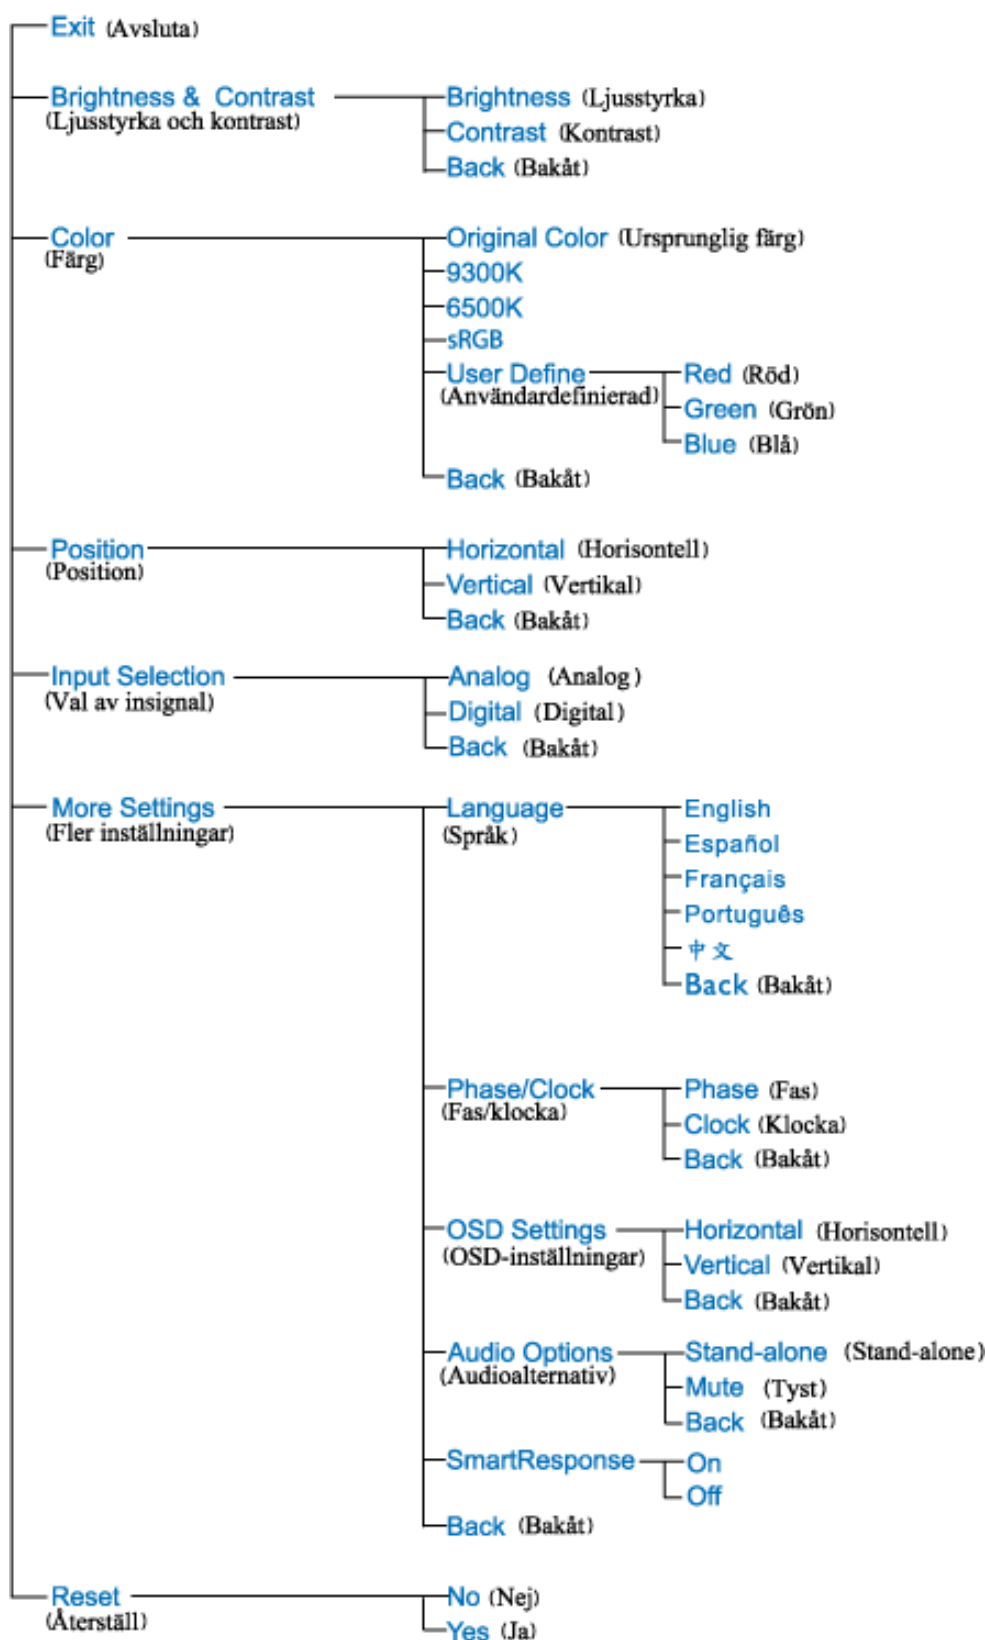 Exit (Avsluta)
Brightness & Contrast
(Ljusstyrka och kontrast)
Brightness (Ljusstyrka)
Contrast (Kontrast)
Back (Bakåt)
Color
(Färg)
Original Color (Ursprunglig färg)
9300K
6500K
sRGB
User Define
(Användardefinierad)
Red (Röd)
Green (Grön)
Blue (Blå)
Back (Bakåt)
Position
(Position)
Horizontal (Horisontell)
Vertical (Vertikal)
Back (Bakåt)
Input Selection
(Val av insignal)
Analog (Analog)
Digital (Digital)
Back (Bakåt)
More Settings
(Fler inställningar)
Language
(Språk)
English
Español
Français
Português
中文
Back (Bakåt)
Phase/Clock
(Fas/klocka)
Phase (Fas)
Clock (Klocka)
Back (Bakåt)
OSD Settings
(OSD-inställningar)
Horizontal (Horisontell)
Vertical (Vertikal)
Back (Bakåt)
Audio Options
(Audioalternativ)
Stand-alone (Stand-alone)
Mute (Tyst)
Back (Bakåt)
SmartResponse
On
Off
Back (Bakåt)
Reset
(Återställ)
No (Nej)
Yes (Ja)